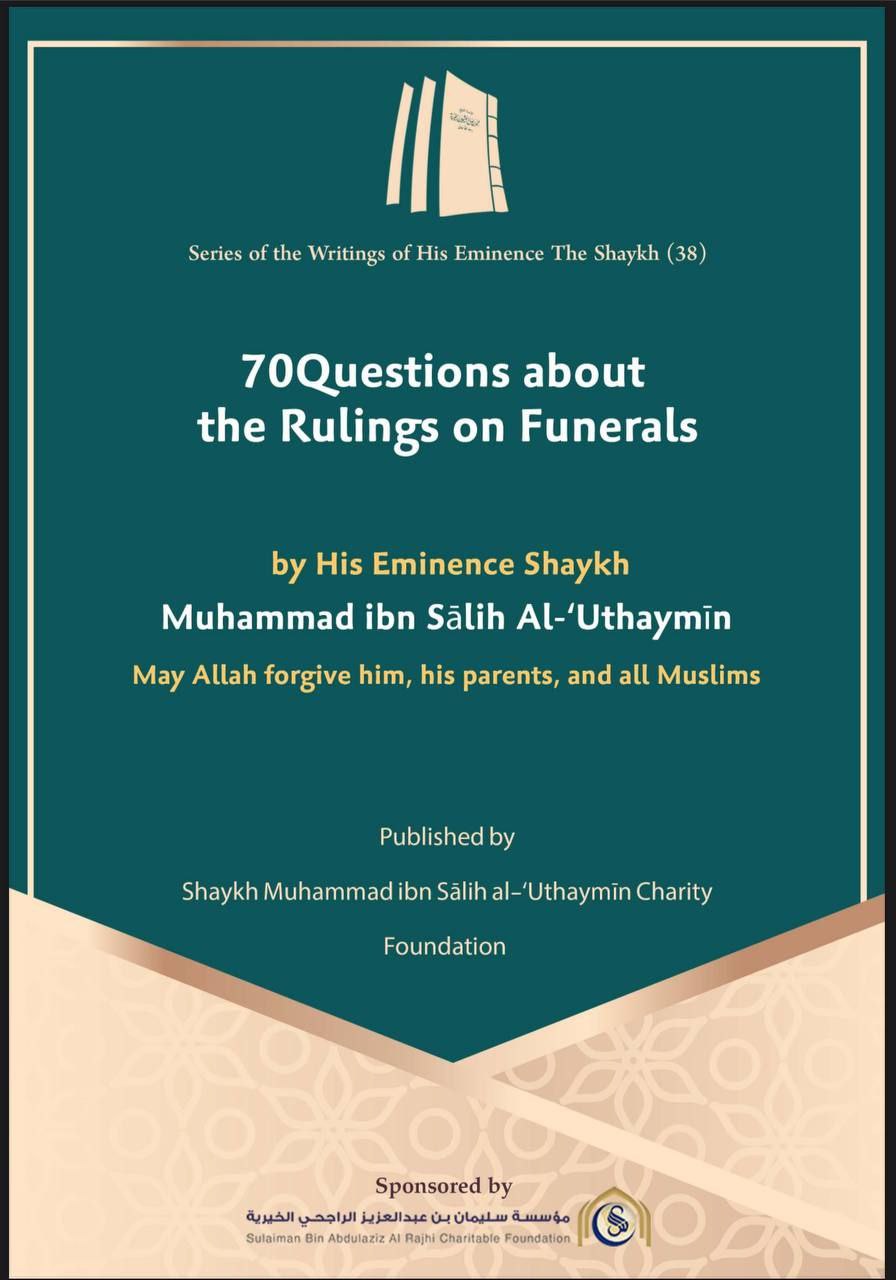 Series of the Writings of His Eminence The Shaykh (38)
70Questions about
the Rulings on Funerals
by His Eminence Shaykh
Muhammad ibn Sālih Al-‘Uthaymīn
May Allah forgive him, his parents, and all Muslims
Published by
Shaykh Muhammad ibn Sālih al–‘Uthaymīn Charity
Foundation
Sponsored by
مؤسسة سليمان بن عبدالعزيز الراجحي الخيرية
Sulaiman Bin Abdulaziz Al Rajhi Charitable Foundation